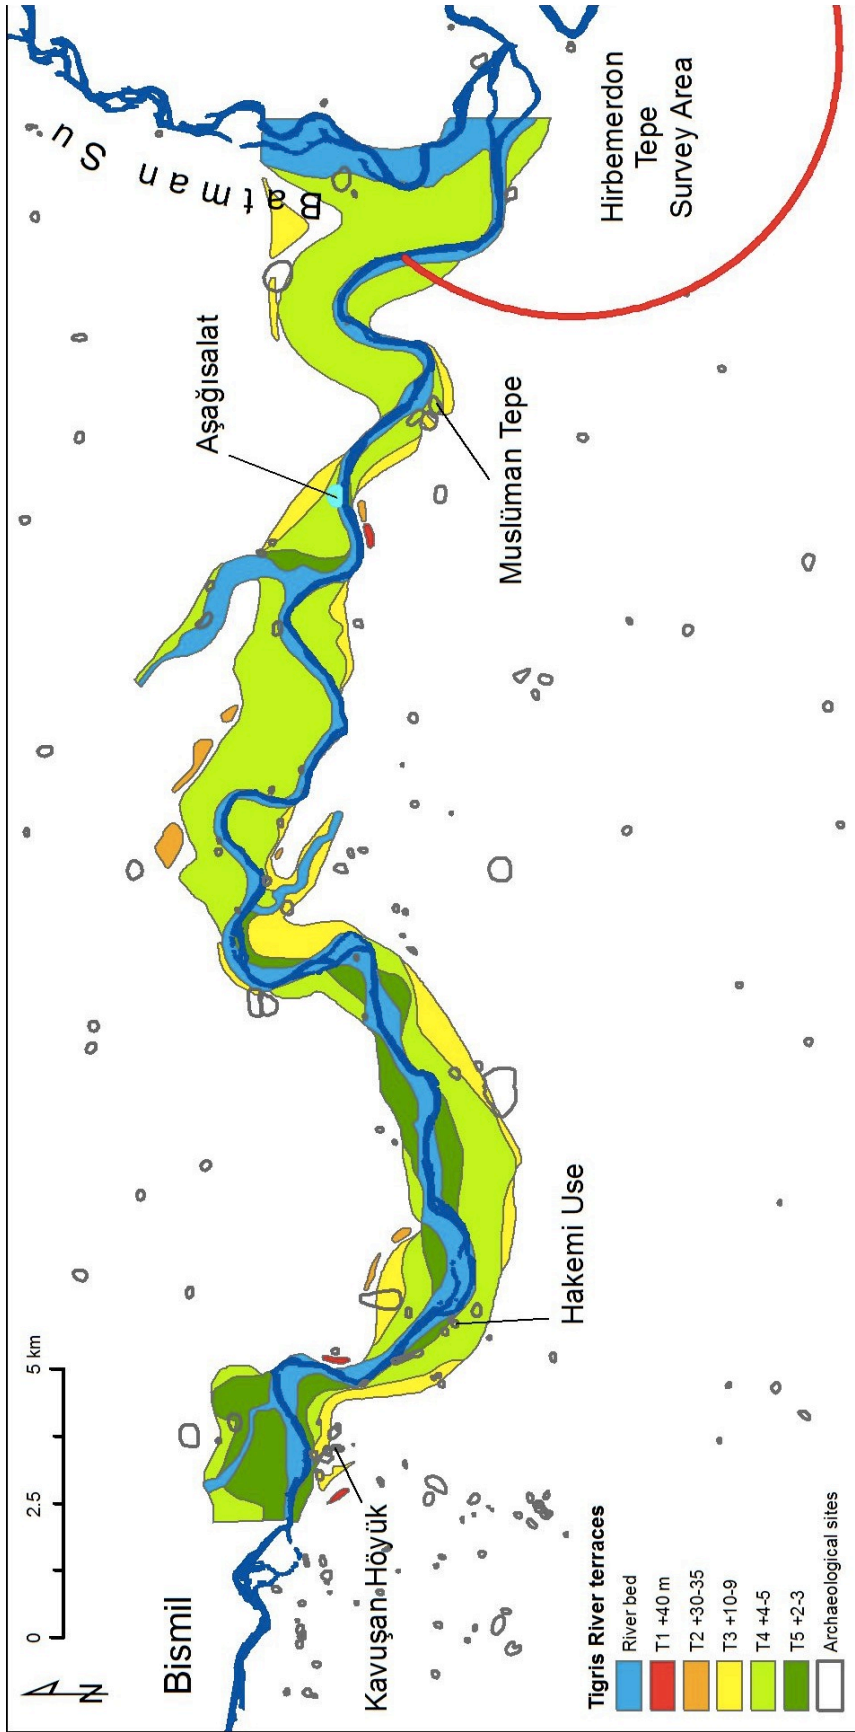 N
0
2.5
5 km
Bismil
Kavuşan Höyük
Hakemi Use
Aşağısalat
Muslüman Tepe
Batman Su
Hirbemerdon
Tepe
Survey Area
Tigris River terraces
River bed
T1 +40 m
T2 +30-35
T3 +10-9
T4 +4-5
T5 +2-3
Archaeological sites